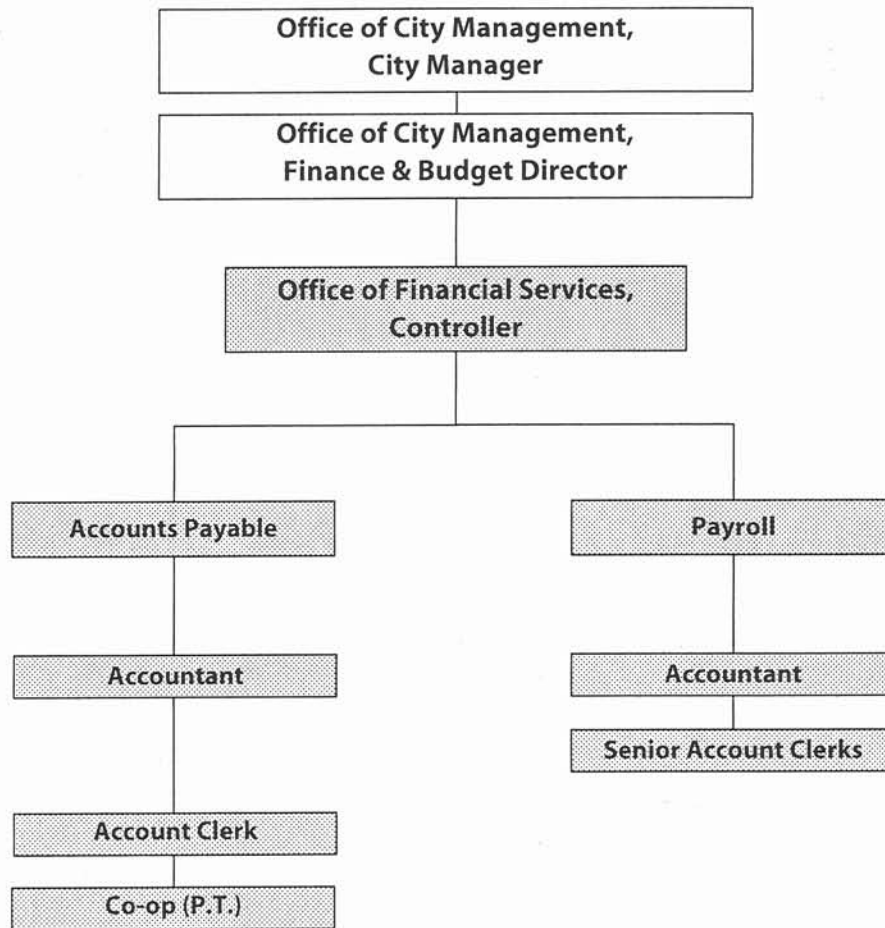 Office of City Management,
City Manager
Office of City Management,
Finance & Budget Director
Office of Financial Services,
Controller
Accounts Payable
Payroll
Accountant
Accountant
Senior Account Clerks
Account Clerk
Co-op (P.T.)